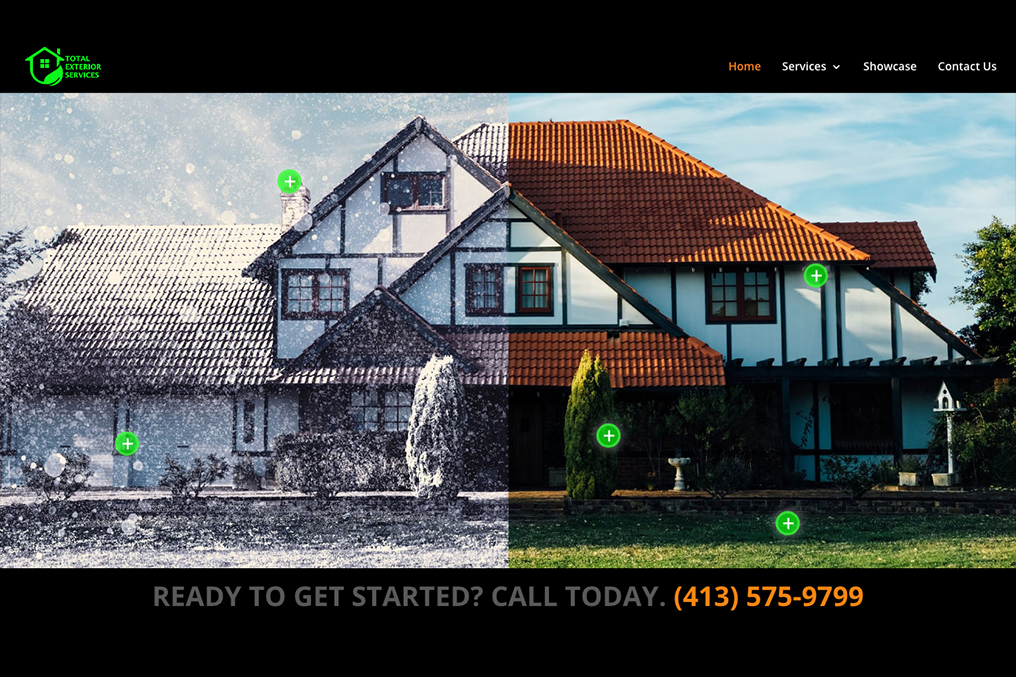 TOTAL
EXTERIOR
SERVICES
Home
Services
Showcase
Contact Us
READY TO GET STARTED? CALL TODAY. (413) 575-9799